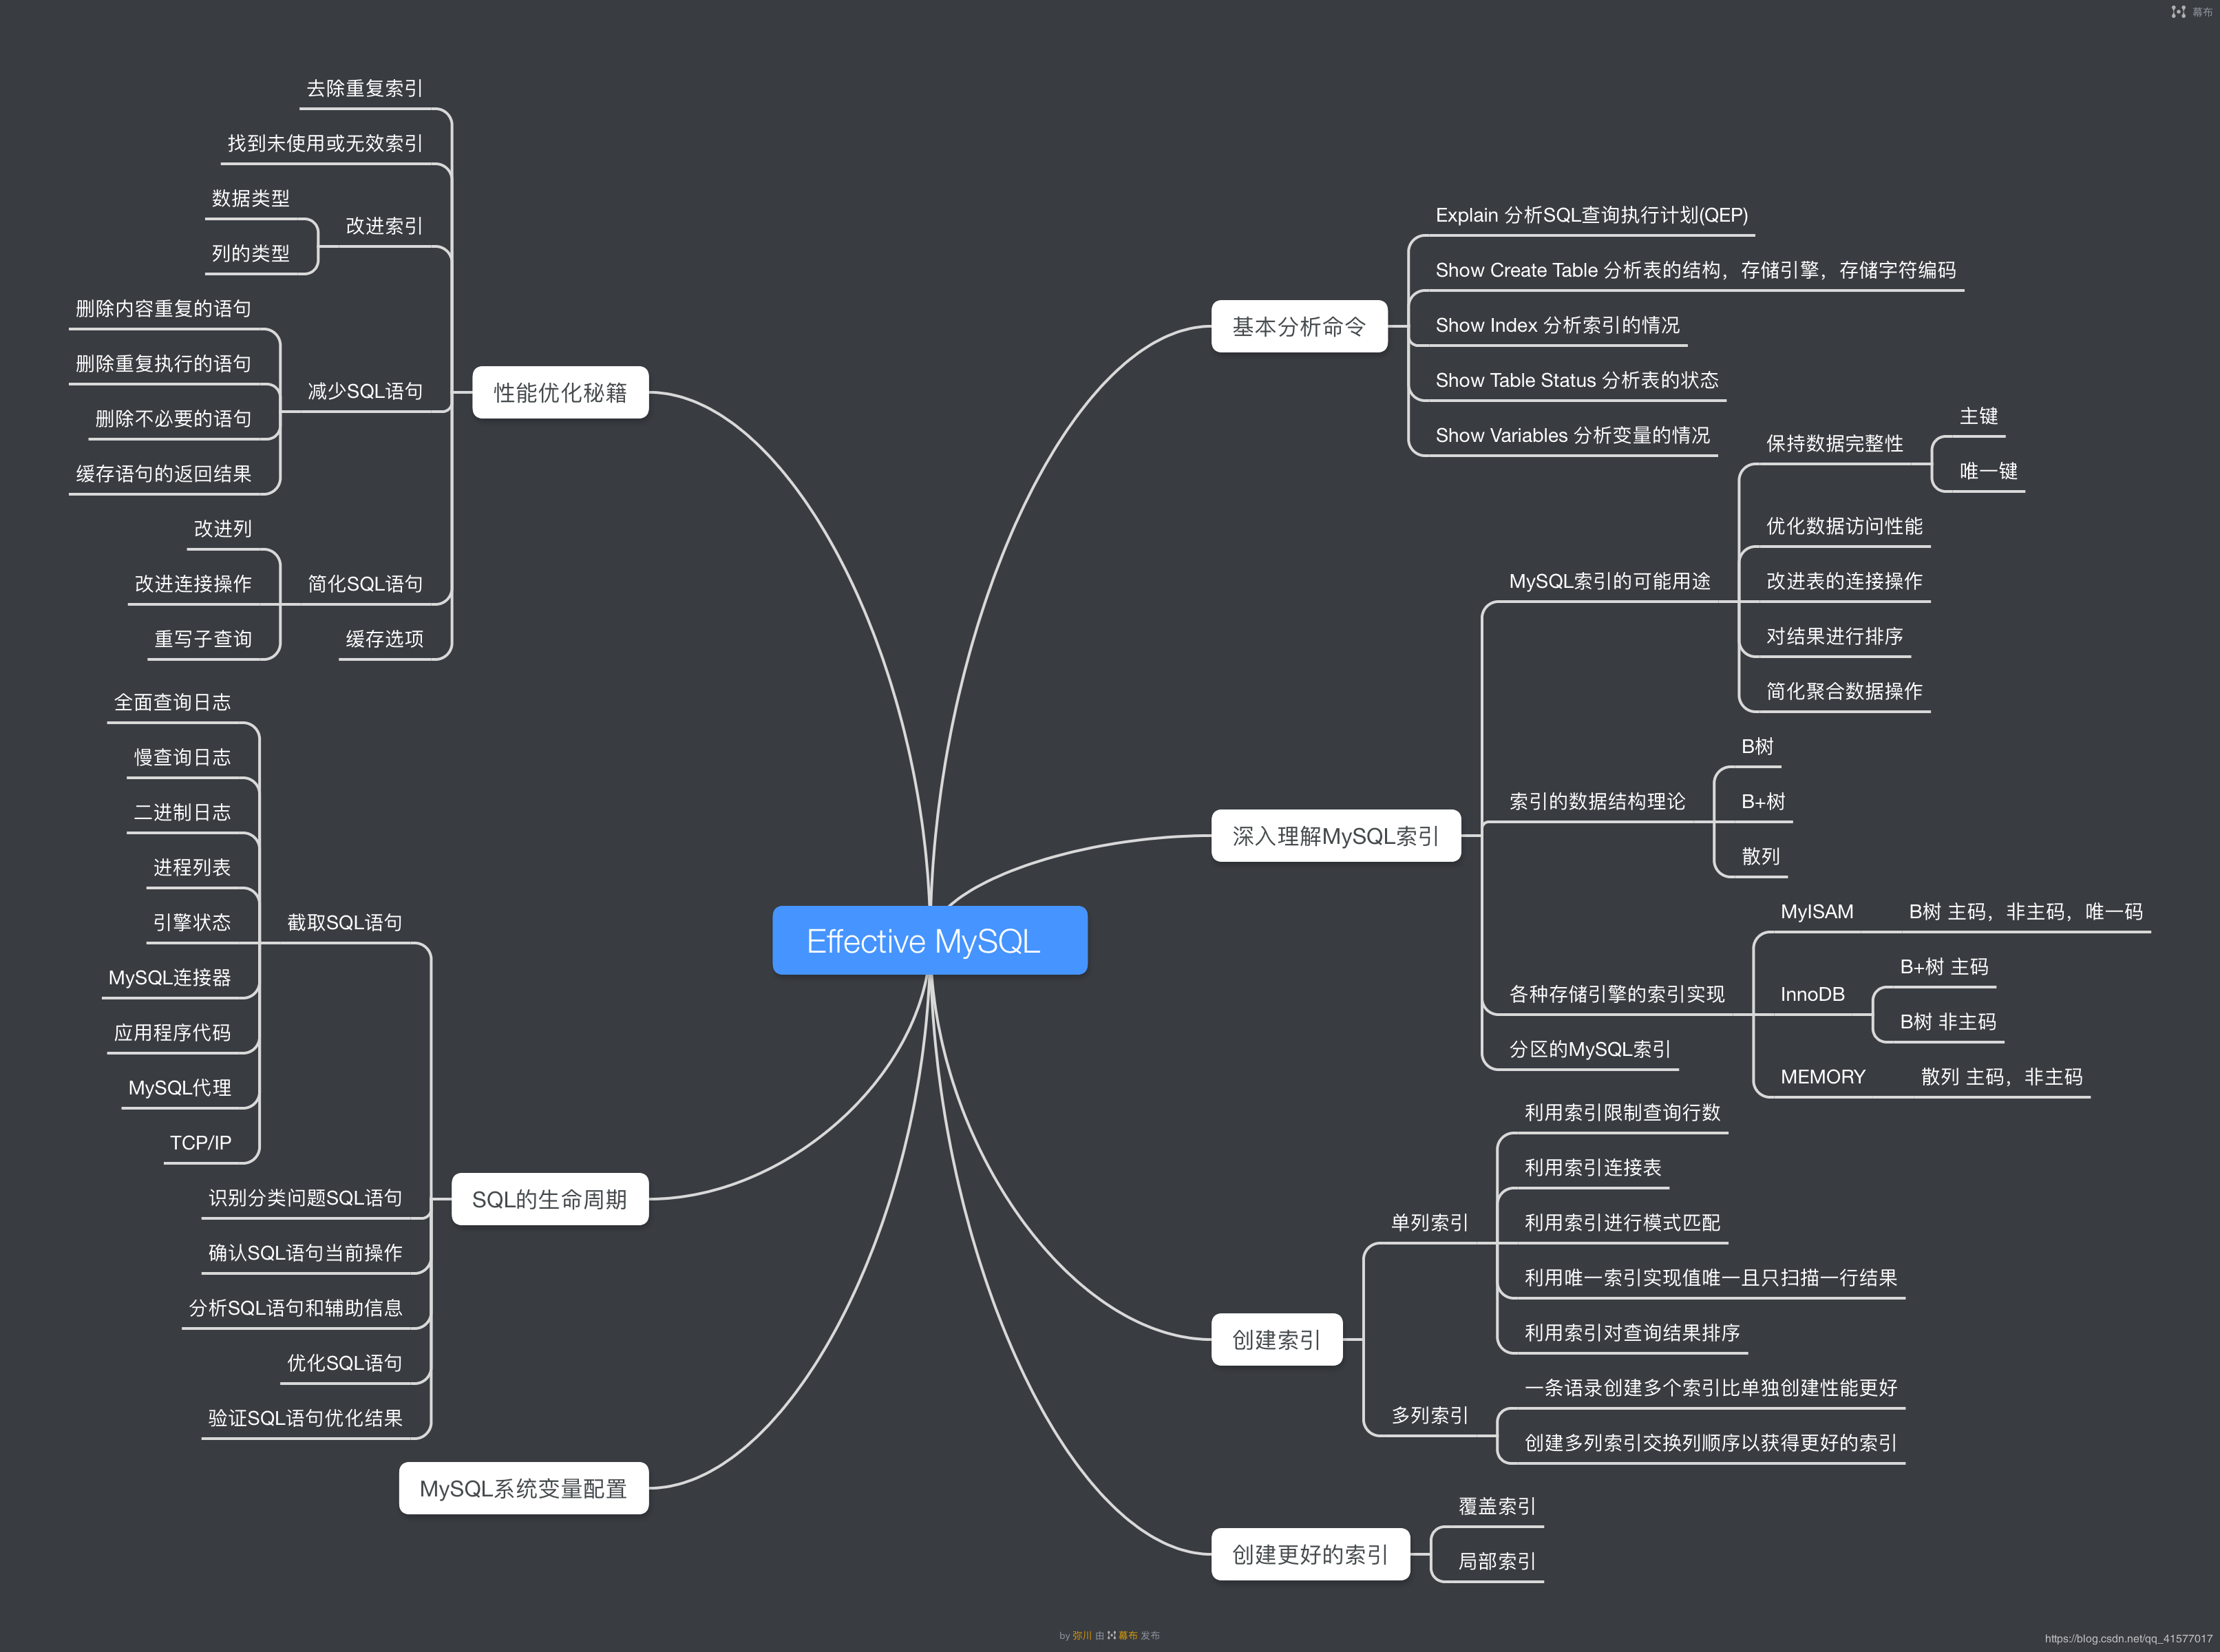 幕布
Effective MySQL
基本分析命令
Explain 分析SQL查询执行计划(QEP)
Show Create Table 分析表的结构，存储引擎，存储字符编码
Show Index 分析索引的情况
Show Table Status 分析表的状态
Show Variables 分析变量的情况
深入理解MySQL索引
MySQL索引的可能用途
保持数据完整性
主键
唯一键
优化数据访问性能
改进表的连接操作
对结果进行排序
简化聚合数据操作
索引的数据结构理论
B树
B+树
散列
各种存储引擎的索引实现
MyISAM
B树 主码，非主码，唯一码
InnoDB
B+树 主码
B树 非主码
MEMORY
散列 主码，非主码
分区的MySQL索引
创建索引
单列索引
利用索引限制查询行数
利用索引连接表
利用索引进行模式匹配
利用唯一索引实现值唯一且只扫描一行结果
利用索引对查询结果排序
多列索引
一条语录创建多个索引比单独创建性能更好
创建多列索引交换列顺序以获得更好的索引
创建更好的索引
覆盖索引
局部索引
性能优化秘籍
去除重复索引
找到未使用或无效索引
改进索引
数据类型
列的类型
减少SQL语句
删除内容重复的语句
删除重复执行的语句
删除不必要的语句
缓存语句的返回结果
简化SQL语句
改进列
改进连接操作
重写子查询
缓存选项
SQL的生命周期
截取SQL语句
全面查询日志
慢查询日志
二进制日志
进程列表
引擎状态
MySQL连接器
应用程序代码
MySQL代理
TCP/IP
识别分类问题SQL语句
确认SQL语句当前操作
分析SQL语句和辅助信息
优化SQL语句
验证SQL语句优化结果
MySQL系统变量配置
by 弥川 由 幕布 发布
https://blog.csdn.net/qq_41577017